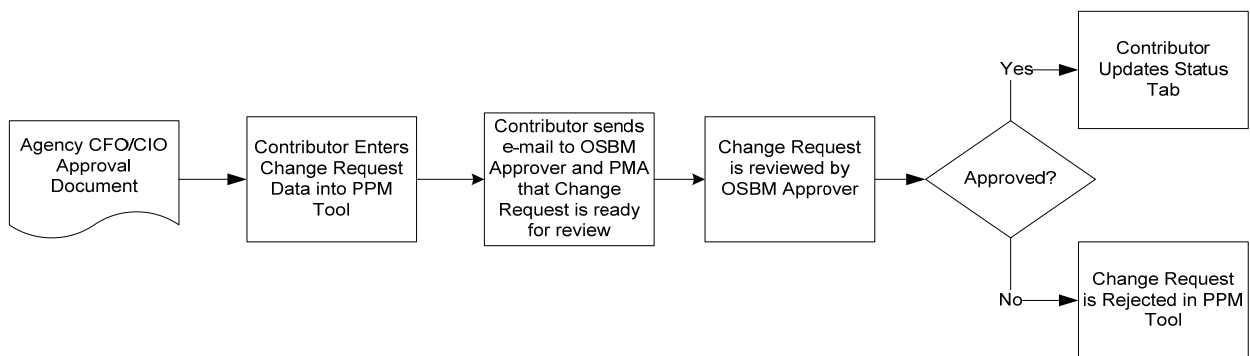 Agency CFO/CIO
Approval
Document
Contributor Enters
Change Request
Data into PPM
Tool
Contributor sends
e-mail to OSBM
Approver and PMA
that Change
Request is ready
for review
Change Request
is reviewed by
OSBM Approver
Approved?
Yes
Contributor
Updates Status
Tab
No
Change Request
is Rejected in PPM
Tool